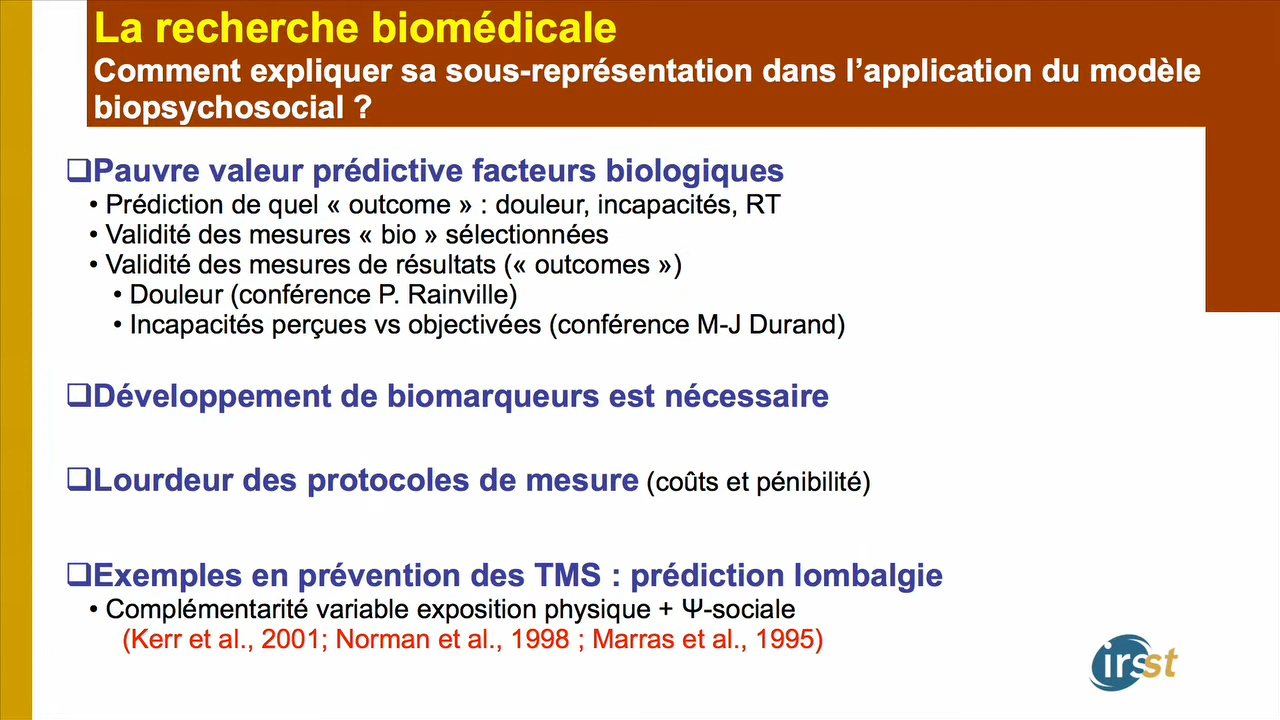 La recherche biomédicale
Comment expliquer sa sous-représentation dans l’application du modèle
biopsychosocial ?
❑Pauvre valeur prédictive facteurs biologiques
• Prédiction de quel « outcome » : douleur, incapacités, RT
• Validité des mesures « bio » sélectionnées
• Validité des mesures de résultats (« outcomes »)
• Douleur (conférence P. Rainville)
• Incapacités perçues vs objectivées (conférence M-J Durand)
❑Développement de biomarqueurs est nécessaire
❑Lourdeur des protocoles de mesure (coûts et pénibilité)
❑Exemples en prévention des TMS : prédiction lombalgie
• Complémentarité variable exposition physique + Ψ-sociale
(Kerr et al., 2001; Norman et al., 1998 ; Marras et al., 1995)
irsst